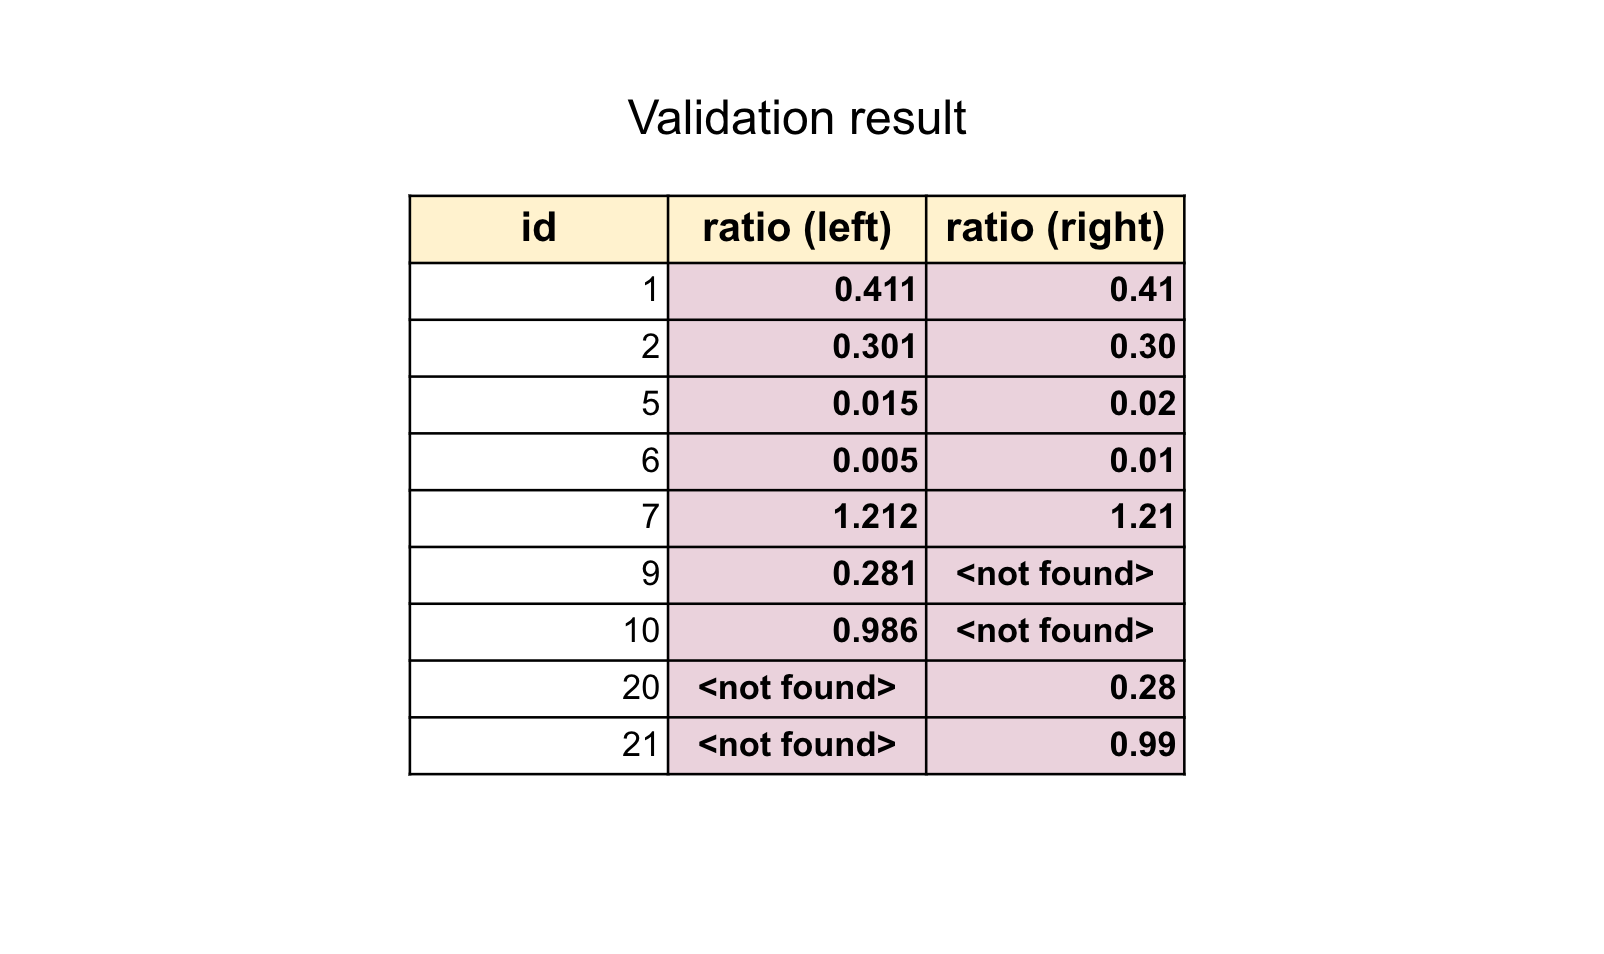 Validation result
id ratio (left) ratio (right)
1 0.411 0.41
2 0.301 0.30
5 0.015 0.02
6 0.005 0.01
7 1.212 1.21
9 0.281 <not found>
10 0.986 <not found>
20 <not found> 0.28
21 <not found> 0.99